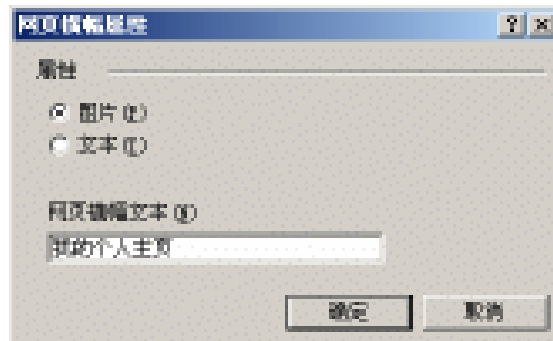 网页横幅属性
属性
图片(P)
文本(T)
网页横幅文本(N)
我的个人主页
确定 取消